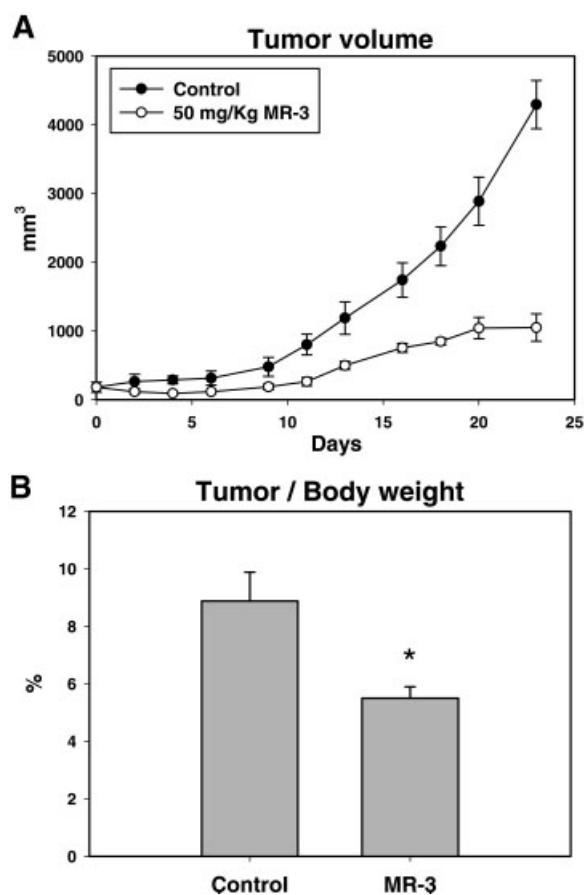 A
Tumor volume
5000
4000
3000
2000
1000
0
mm³
Control
50 mg/Kg MR-3
0 5 10 15 20 25
Days
B
Tumor / Body weight
12
10
8
6
4
2
0
%
*
Control MR-3